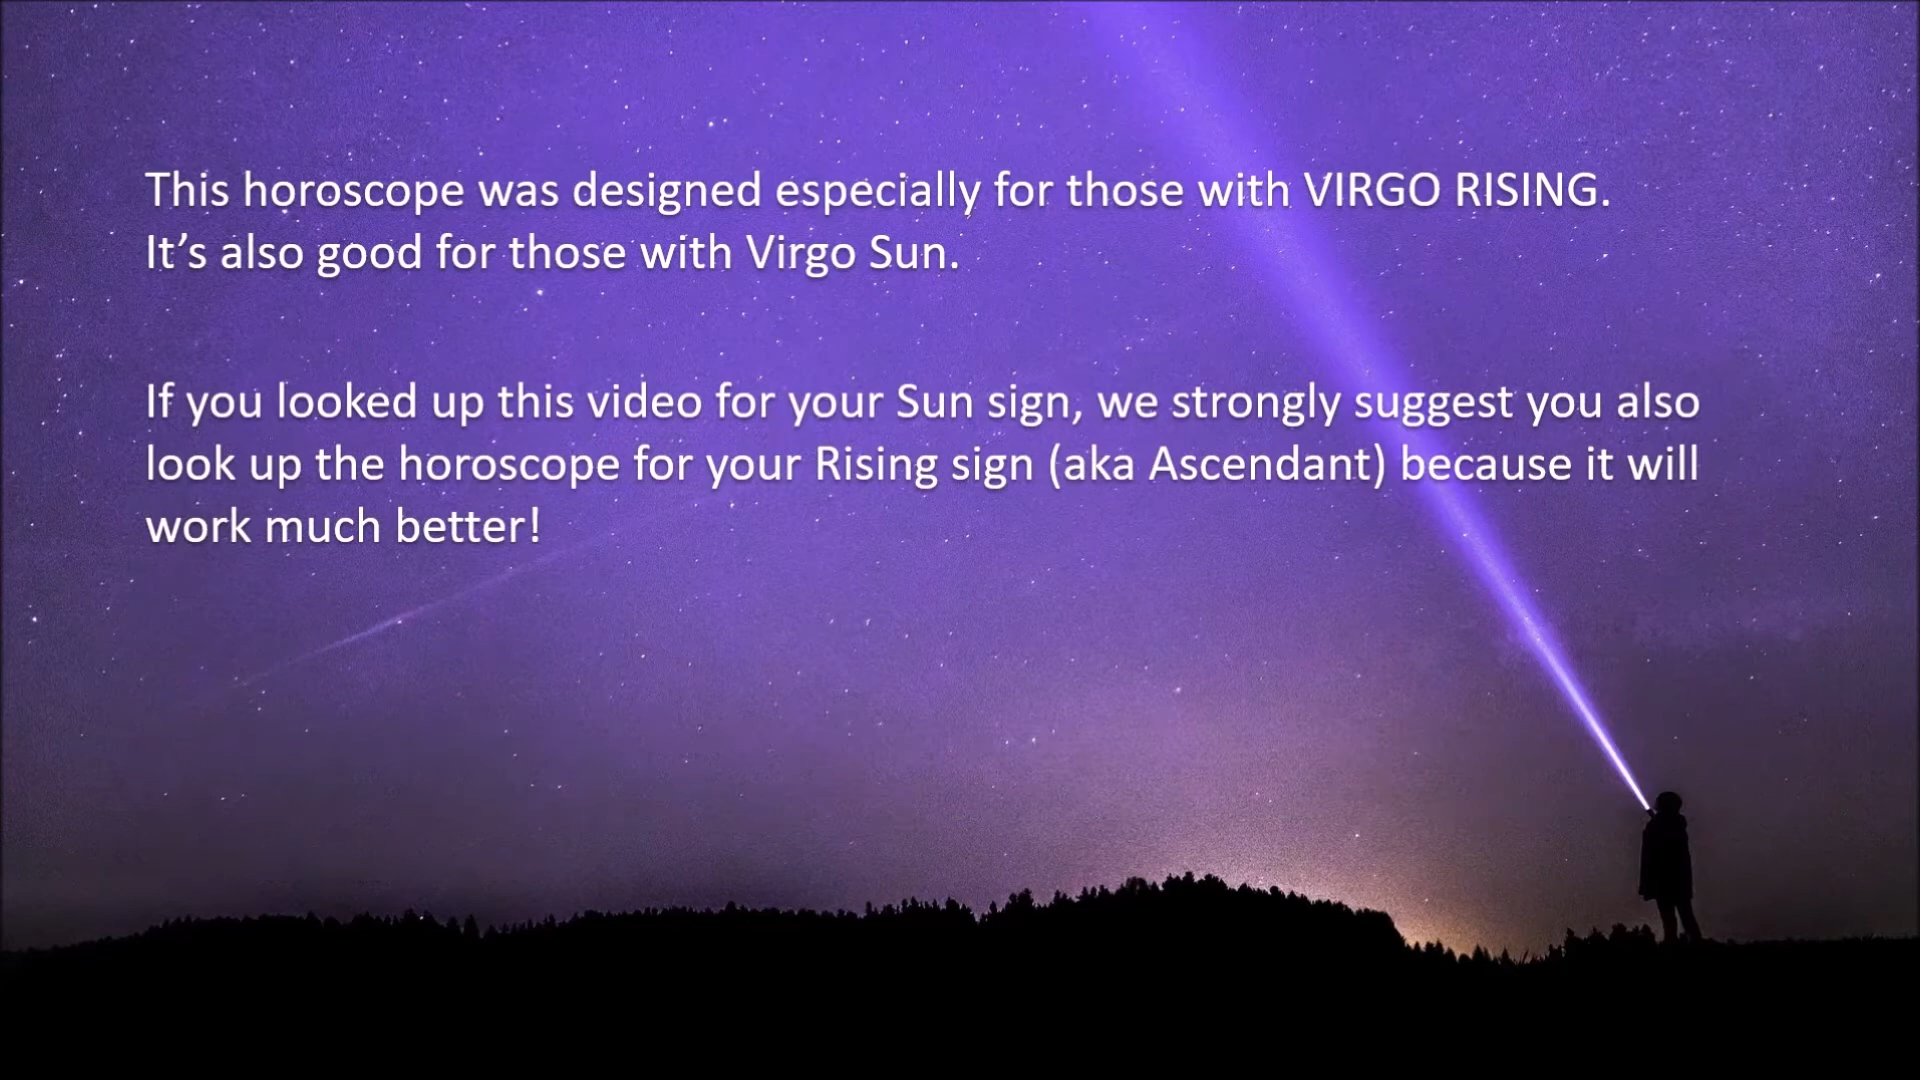 This horoscope was designed especially for those with VIRGO RISING.
It’s also good for those with Virgo Sun.
If you looked up this video for your Sun sign, we strongly suggest you also
look up the horoscope for your Rising sign (aka Ascendant) because it will
work much better!